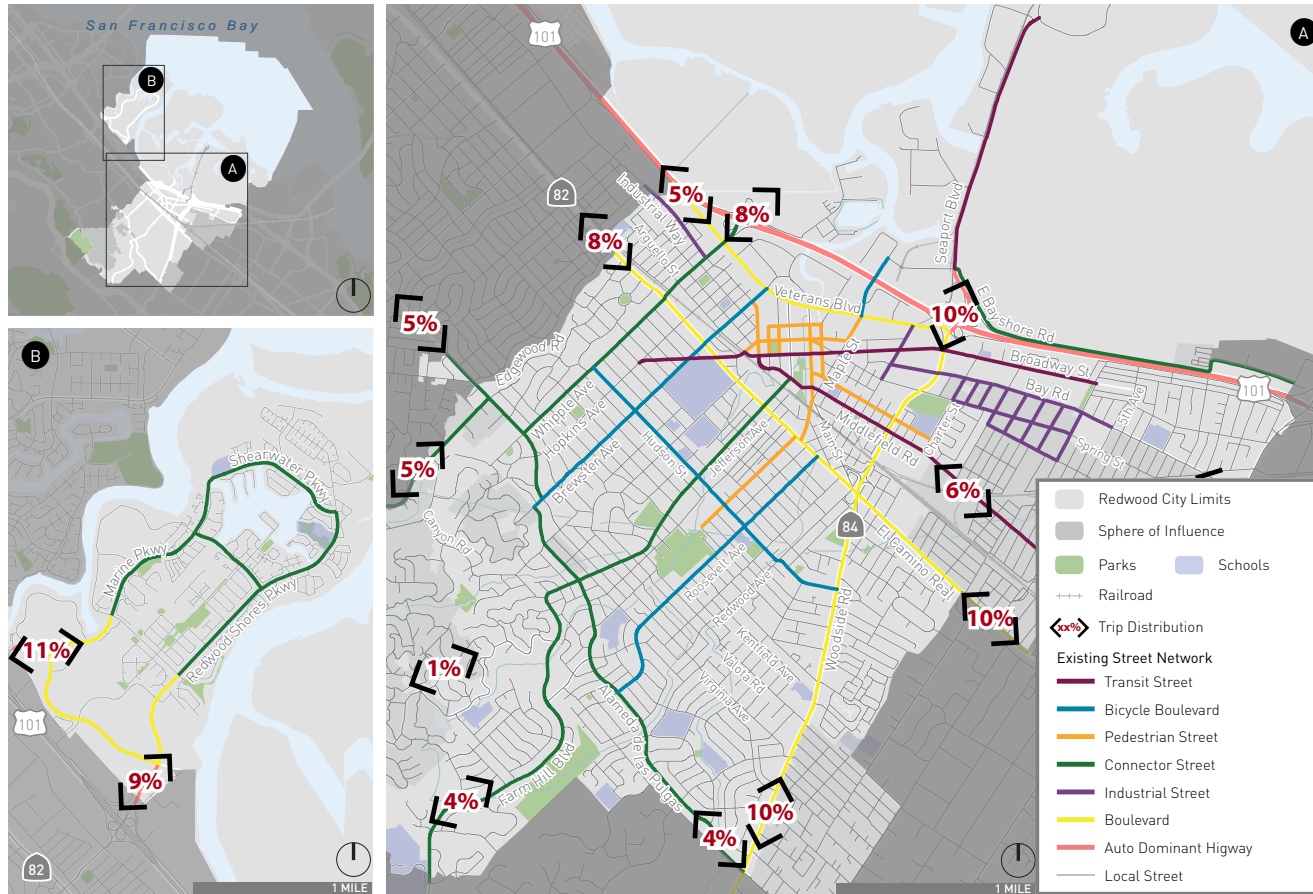 San Francisco Bay
B
A
B
Shearwater Pkwy
Marine Pkwy
Redwood Shores Pkwy
11%
101
9%
82
1 MILE
A
101
82
Industrial Way
Arguello St
5%
8%
8%
Seaport Blvd
5%
Edgewood Rd
Veterans Blvd
10%
E Bayshore Rd
Broadway St
101
Whipple Ave
Hopkins Ave
Brewster Ave
Hudson St
Jefferson Ave
Maple St
Main St
Middlefield Rd
Charter St
Bay Rd
5th Ave
Spring St
5%
Canyon Rd
6%
84
El Camino Real
Roosevelt Ave
Redwood Ave
Kentfield Ave
Valota Rd
Virginia Ave
Woodside Rd
10%
1%
Alameda de las Pulgas
Farm Hill Blvd
4%
4%
10%
1 MILE
Redwood City Limits
Sphere of Influence
Parks
Schools
Railroad
xx% Trip Distribution
Existing Street Network
Transit Street
Bicycle Boulevard
Pedestrian Street
Connector Street
Industrial Street
Boulevard
Auto Dominant Higway
Local Street